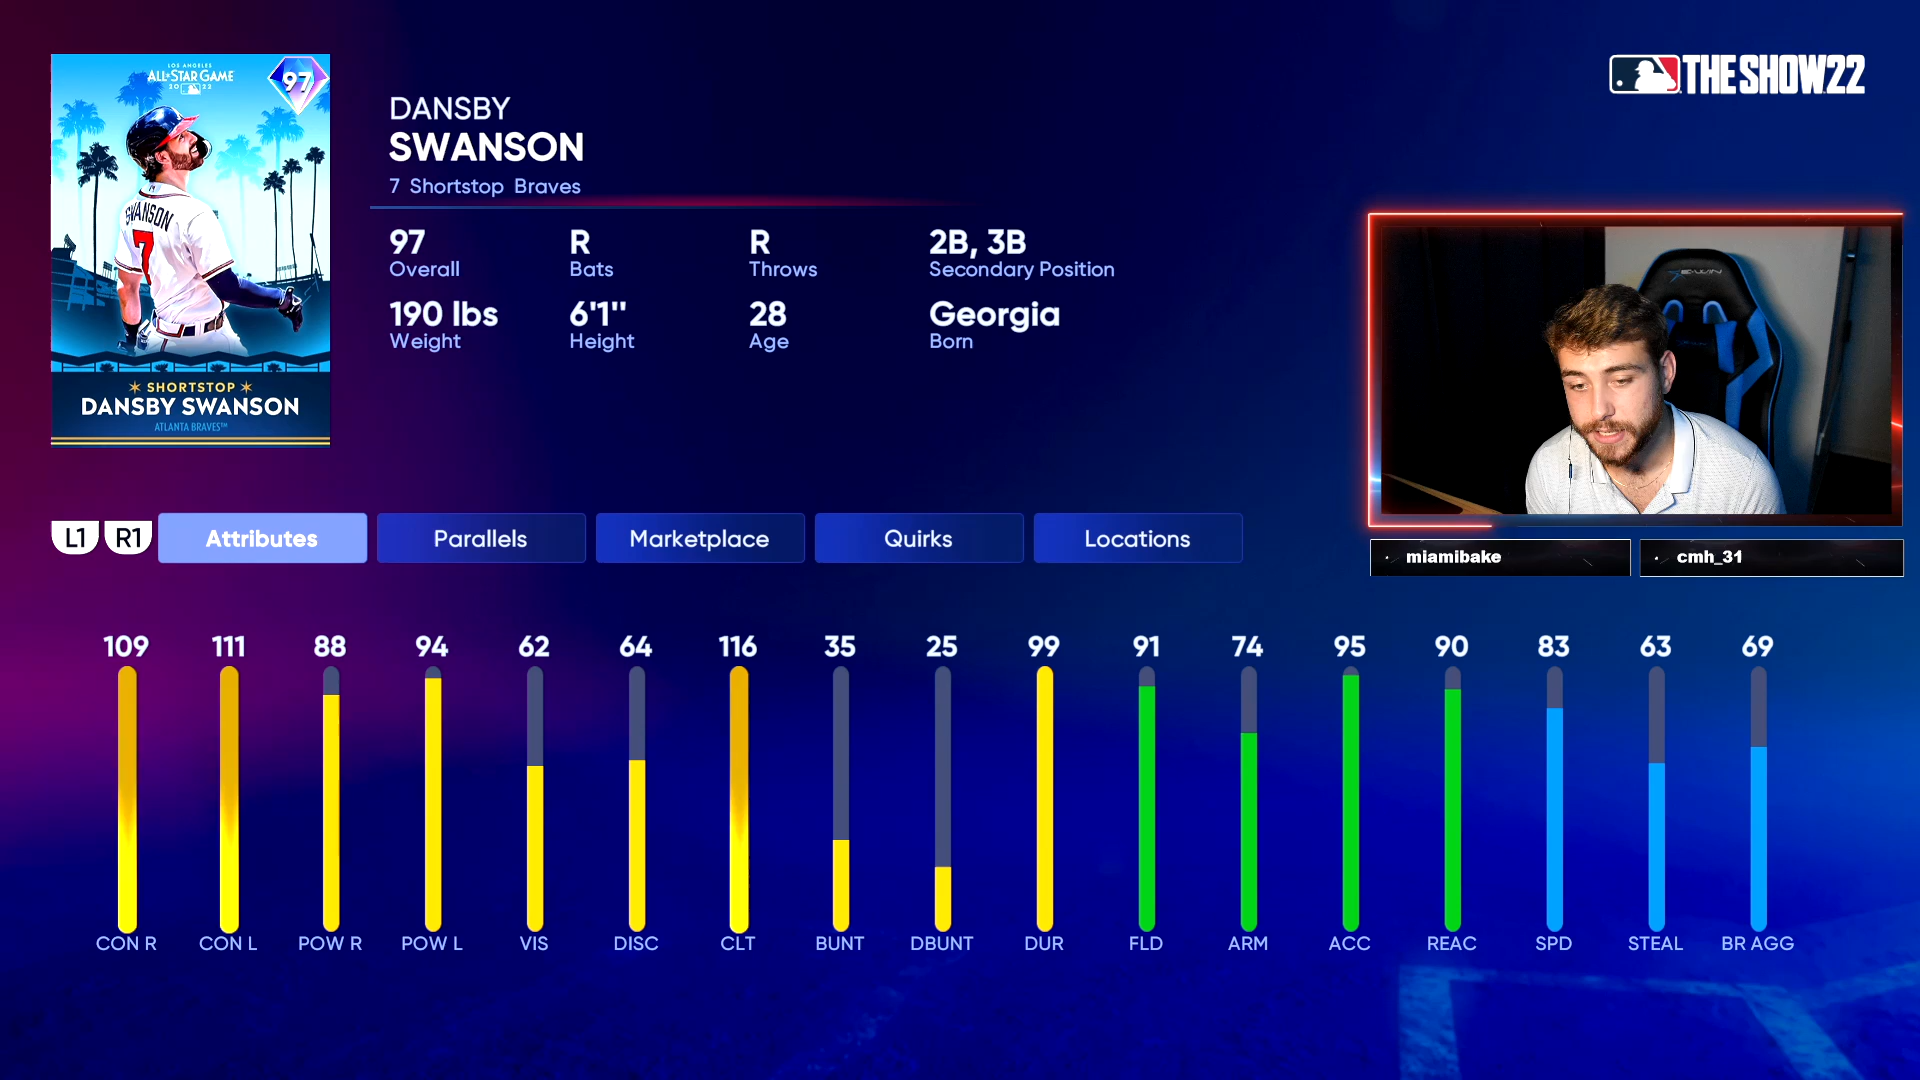 LOS ANGELES
ALL★STAR GAME
20 22
97
SWANSON
7
SHORTSTOP
DANSBY SWANSON
ATLANTA BRAVES™
DANSBY
SWANSON
7 Shortstop Braves
97 R R 2B, 3B
Overall Bats Throws Secondary Position
190 lbs 6'1" 28 Georgia
Weight Height Age Born
THE SHOW22
miamibake cmh_31
L1 R1 Attributes Parallels Marketplace Quirks Locations
109 111 88 94 62 64 116 35 25 99 91 74 95 90 83 63 69
CON R CON L POW R POW L VIS DISC CLT BUNT DBUNT DUR FLD ARM ACC REAC SPD STEAL BR AGG